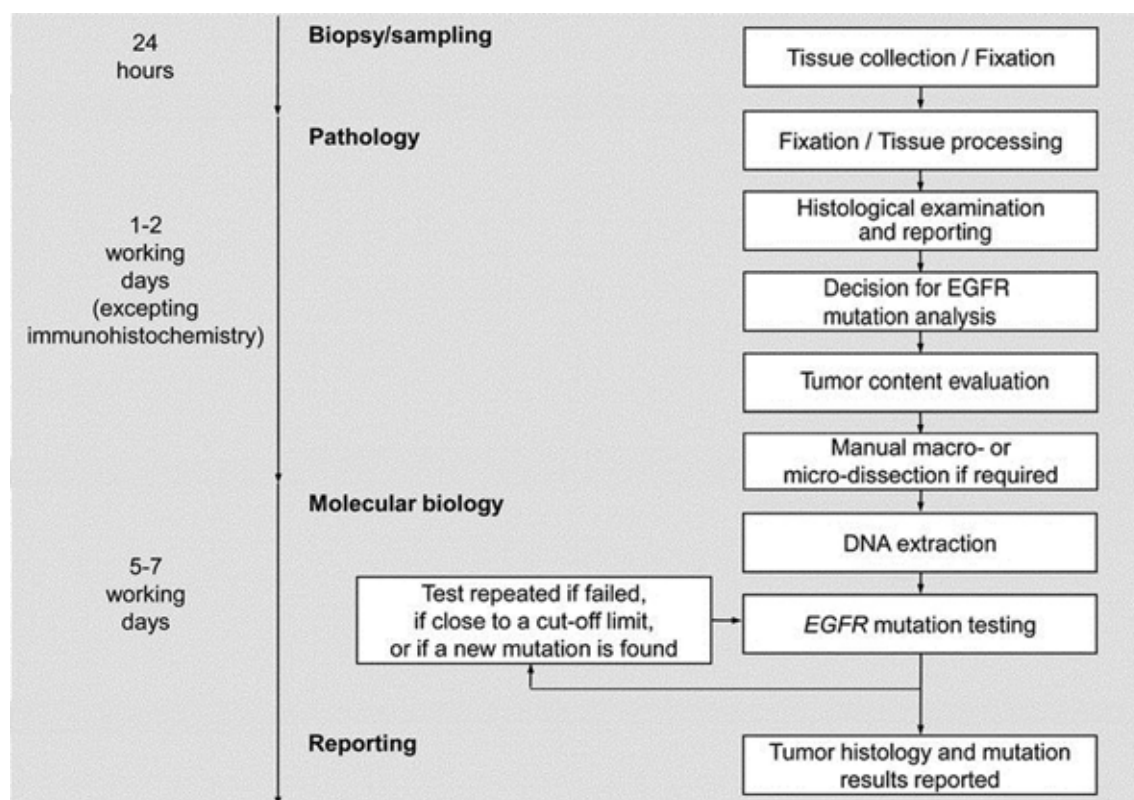 24
hours
Biopsy/sampling
Tissue collection / Fixation
Pathology
Fixation / Tissue processing
1-2
working
days
(excepting
immunohistochemistry)
Histological examination
and reporting
Decision for EGFR
mutation analysis
Tumor content evaluation
Manual macro- or
micro-dissection if required
Molecular biology
DNA extraction
5-7
working
days
Test repeated if failed,
if close to a cut-off limit,
or if a new mutation is found
EGFR mutation testing
Reporting
Tumor histology and mutation
results reported